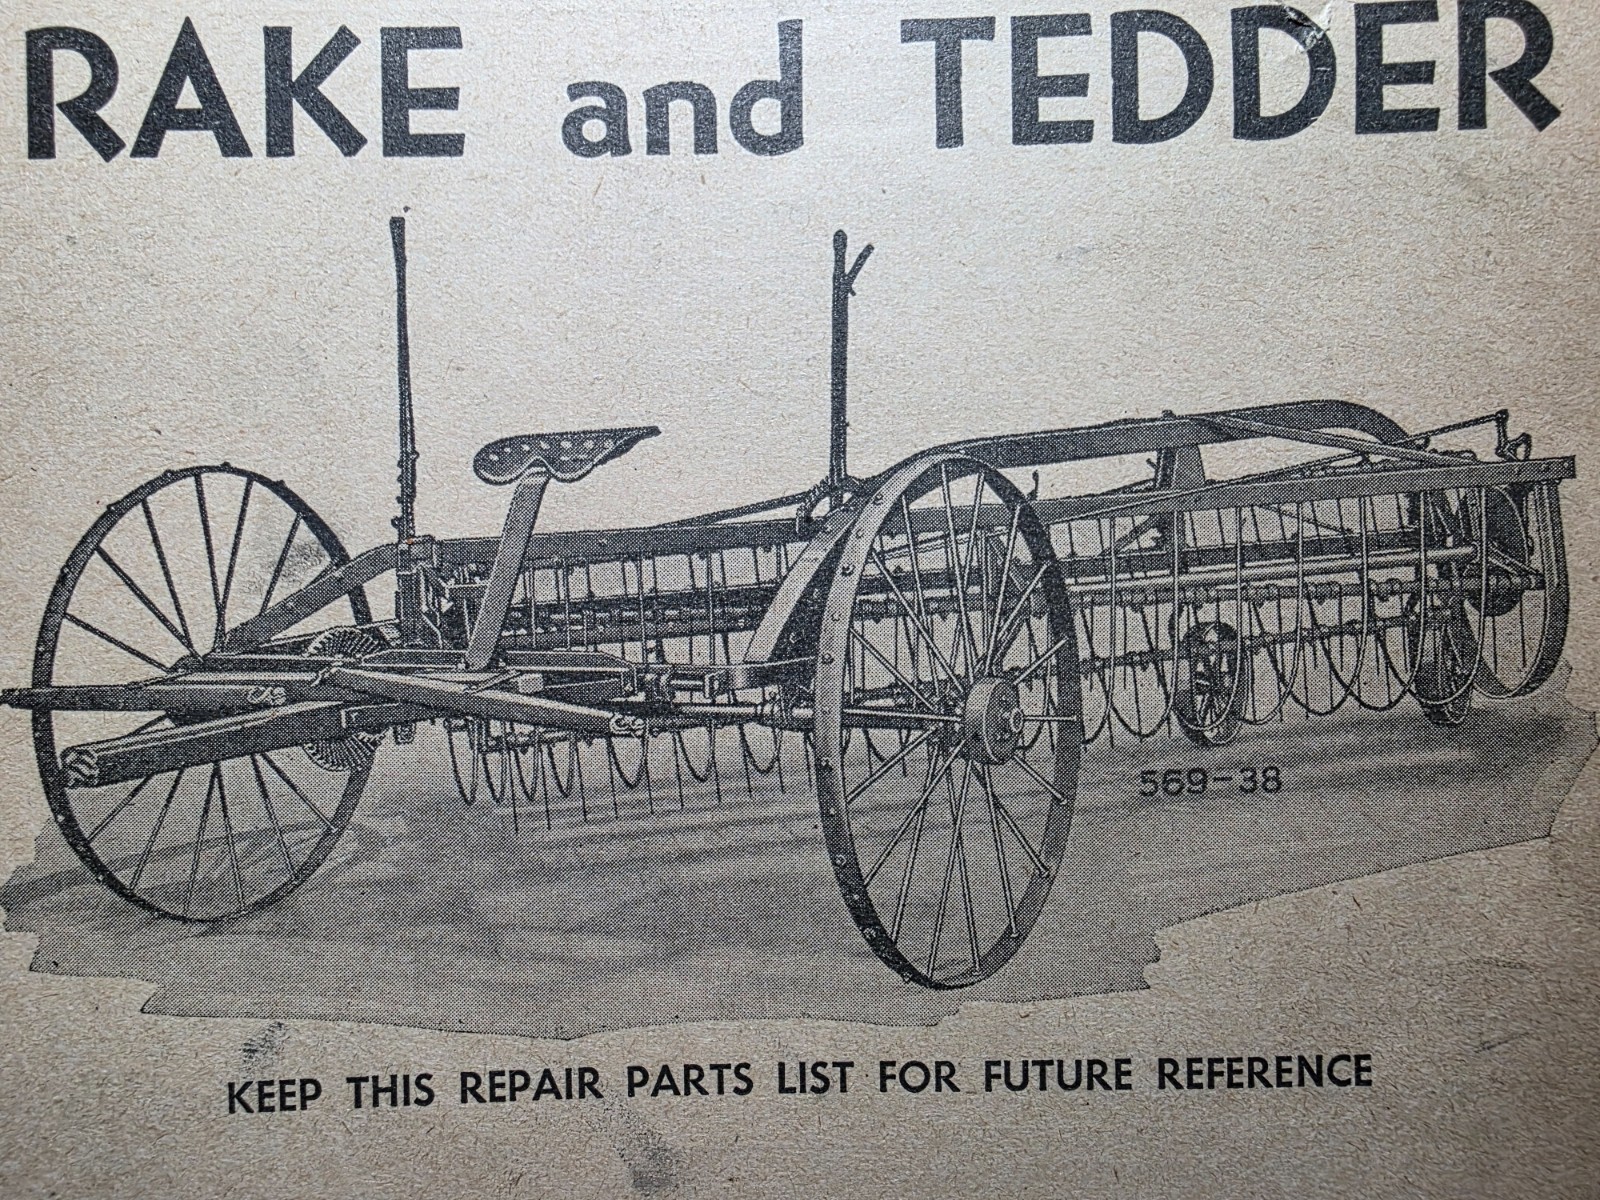 RAKE and TEDDER
569-38
KEEP THIS REPAIR PARTS LIST FOR FUTURE REFERENCE